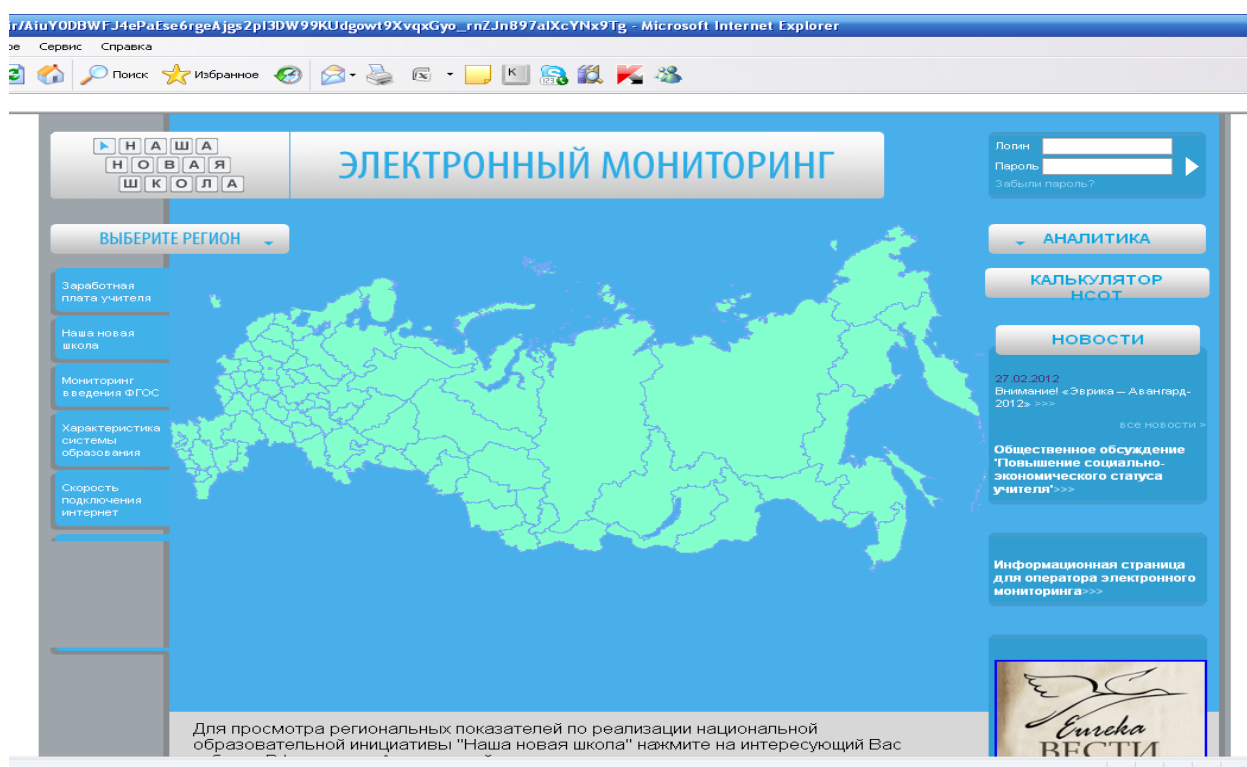 r/AiuY0DBWFJ4ePaEse6rgeAjgs2pI3DW99KUdgowt9XvqxGyo_rnZJnB97alXcYNx9Tg - Microsoft Internet Explorer
ое Сервис Справка
Поиск Избранное
НАША
НОВАЯ
ШКОЛА
ЭЛЕКТРОННЫЙ МОНИТОРИНГ
Логин
Пароль
Забыли пароль?
ВЫБЕРИТЕ РЕГИОН
Заработная
плата учителя
Наша новая
школа
Мониторинг
введения ФГОС
Характеристика
системы
образования
Скорость
подключения
интернет
АНАЛИТИКА
КАЛЬКУЛЯТОР
НСОТ
НОВОСТИ
27.02.2012
Внимание! «Эврика — Авангард-
2012» >>>
все новости >
Общественное обсуждение
"Повышение социально-
экономического статуса
учителя">>>
Информационная страница
для оператора электронного
мониторинга>>>
Eureka
ВЕСТИ
Для просмотра региональных показателей по реализации национальной
образовательной инициативы "Наша новая школа" нажмите на интересующий Вас